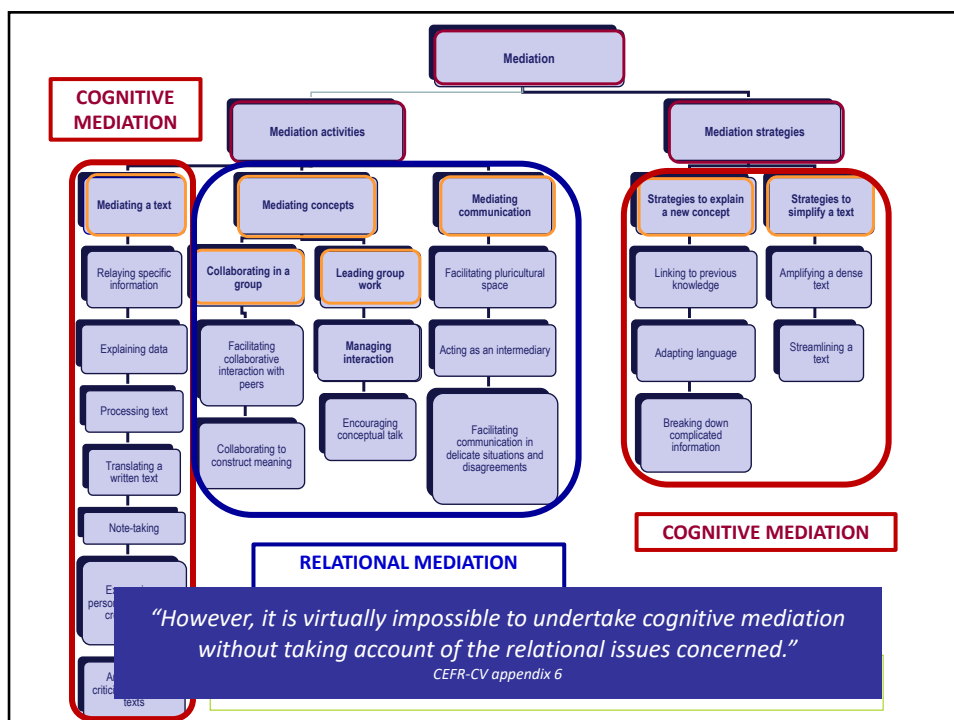 Mediation
COGNITIVE
MEDIATION
Mediation activities
Mediation strategies
Mediating a text
Mediating concepts
Mediating
communication
Strategies to explain
a new concept
Strategies to
simplify a text
Relaying specific
information
Collaborating in a
group
Leading group
work
Facilitating pluricultural
space
Linking to previous
knowledge
Amplifying a dense
text
Explaining data
Facilitating
collaborative
interaction with
peers
Managing
interaction
Acting as an intermediary
Adapting language
Streamlining a
text
Processing text
Encouraging
conceptual talk
Facilitating
communication in
delicate situations and
disagreements
Breaking down
complicated
information
Translating a
written text
Collaborating to
construct meaning
Note-taking
COGNITIVE MEDIATION
RELATIONAL MEDIATION
“However, it is virtually impossible to undertake cognitive mediation
without taking account of the relational issues concerned.”
CEFR-CV appendix 6
texts